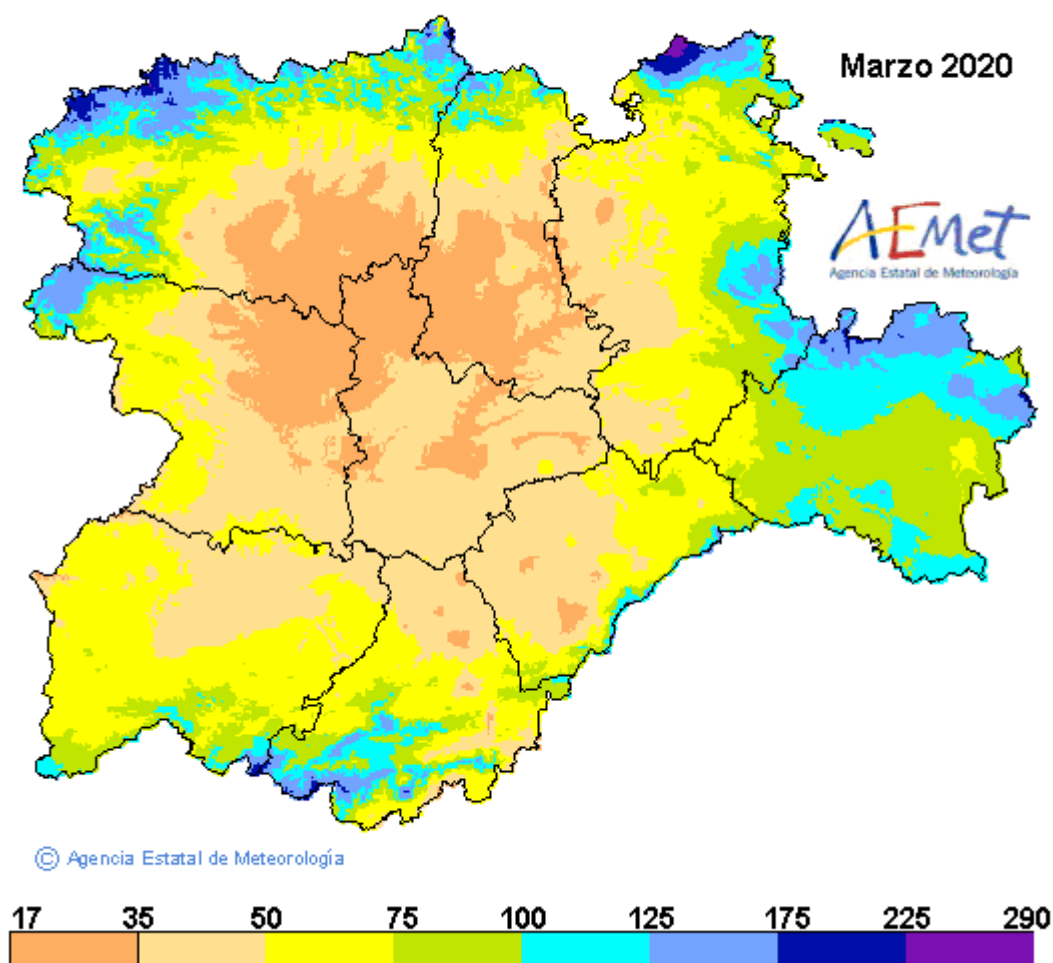 Marzo 2020
AEMet
Agencia Estatal de Meteorología
© Agencia Estatal de Meteorología
17 35 50 75 100 125 175 225 290